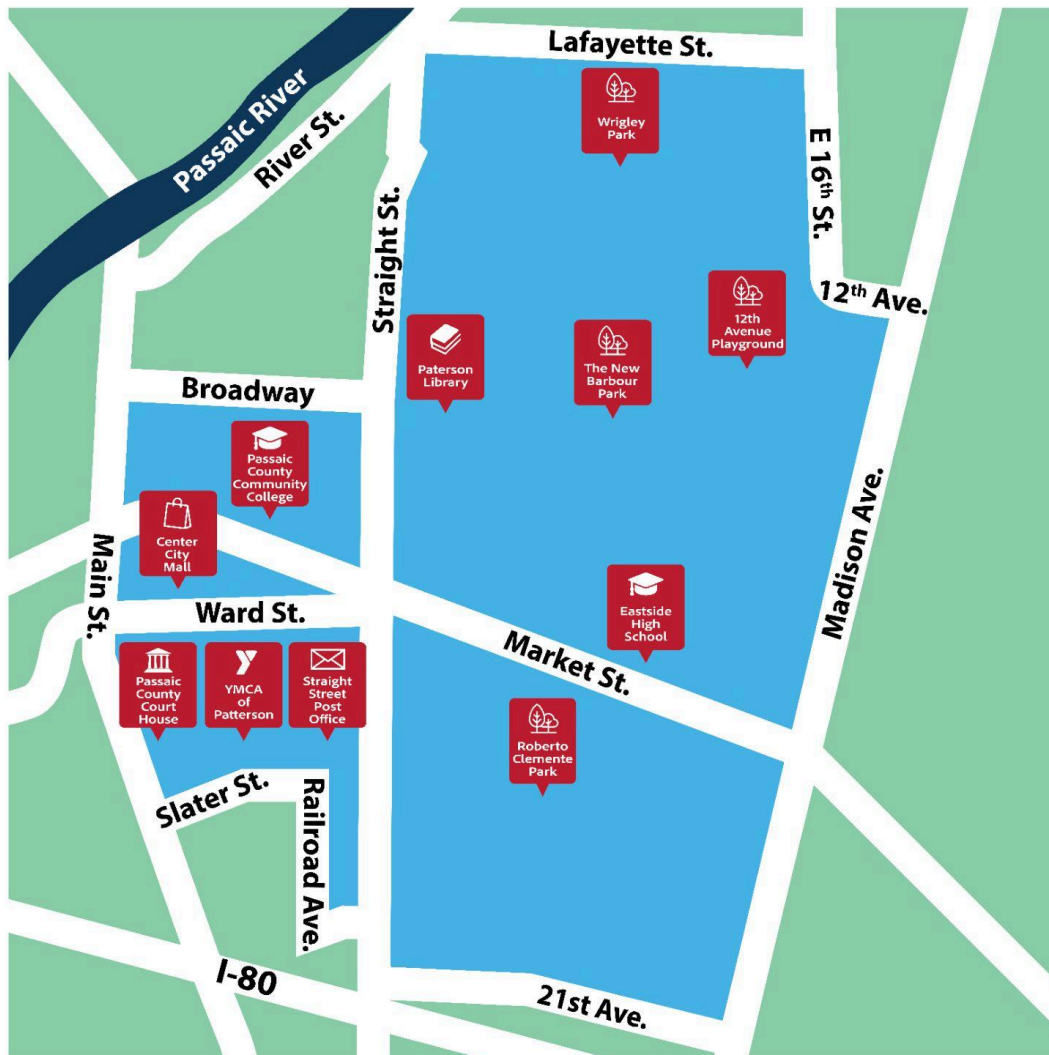 Lafayette St.
Wrigley
Park
Passaic River
River St.
E 16th St.
Straight St.
12th Ave.
12th
Avenue
Playground
Paterson
Library
The New
Barbour
Park
Broadway
Passaic
County
Community
College
Center
City
Mall
Main St.
Madison Ave.
Ward St.
Eastside
High
School
Market St.
Passaic
County
Court
House
YMCA
of
Patterson
Straight
Street
Post
Office
Roberto
Clemente
Park
Slater St.
Railroad Ave.
I-80
21st Ave.